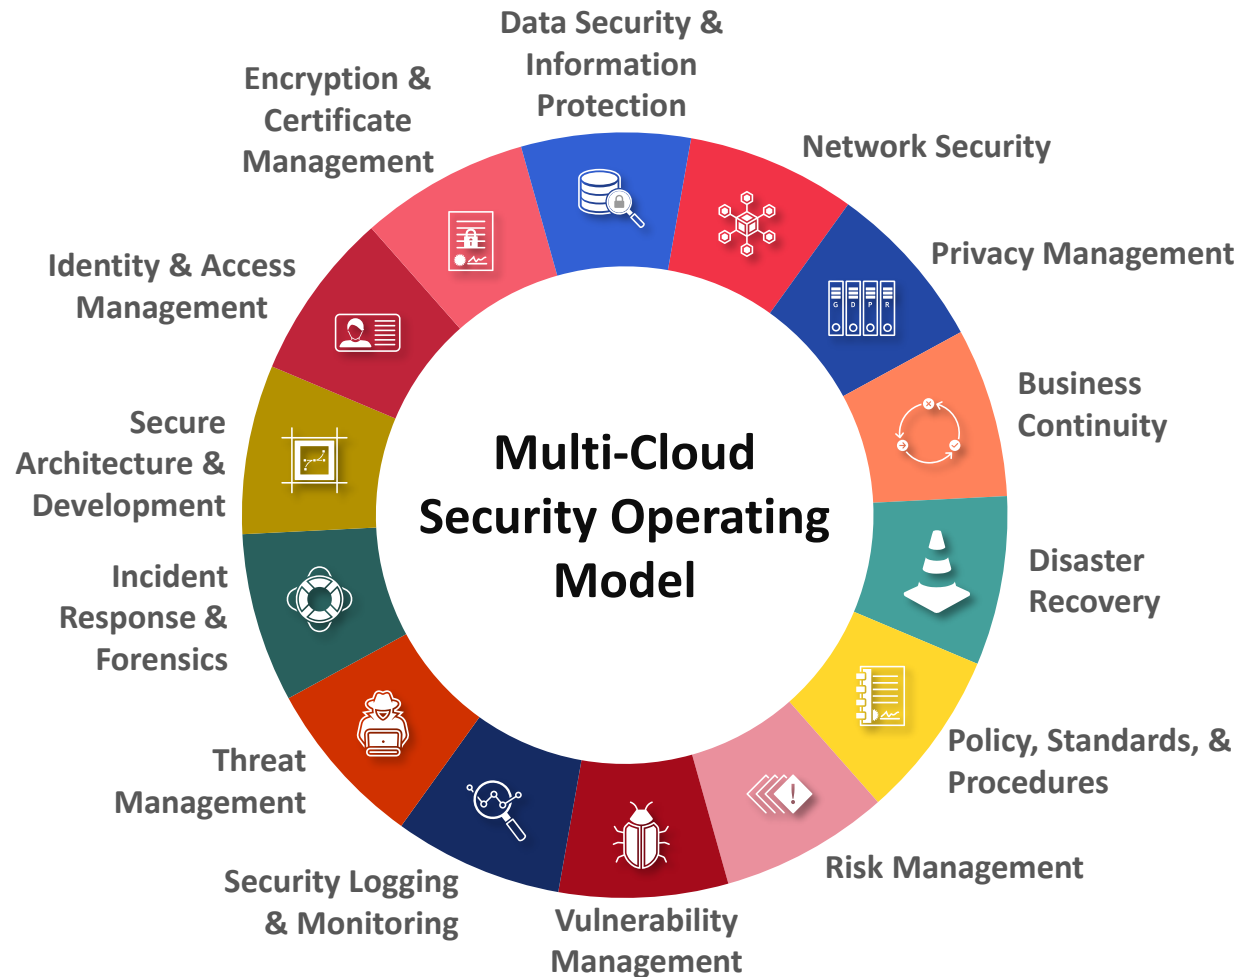 Data Security &
Information
Protection
Network Security
Privacy Management
G D P R
Business
Continuity
Disaster
Recovery
Policy, Standards, &
Procedures
Risk Management
!
Vulnerability
Management
Security Logging
& Monitoring
Threat
Management
Incident
Response &
Forensics
Secure
Architecture &
Development
Identity & Access
Management
Encryption &
Certificate
Management
Multi-Cloud
Security Operating
Model